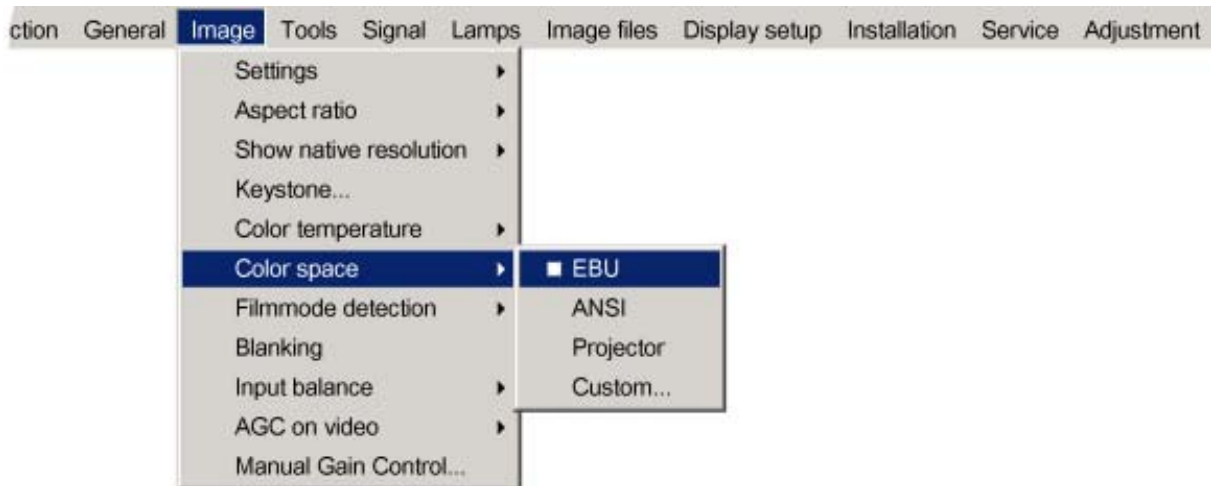 ction General Image Tools Signal Lamps Image files Display setup Installation Service Adjustment
Settings
Aspect ratio
Show native resolution
Keystone...
Color temperature
Color space
EBU
ANSI
Projector
Custom...
Filmmode detection
Blanking
Input balance
AGC on video
Manual Gain Control...